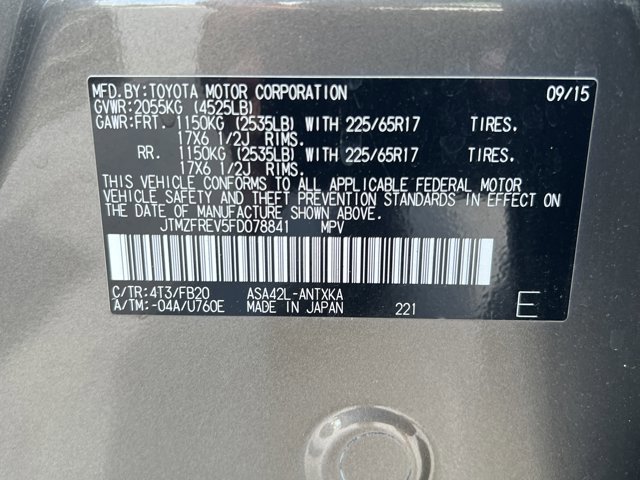 MFD.BY:TOYOTA MOTOR CORPORATION 09/15
GVWR:2055KG (4525LB)
GAWR:FRT. 1150KG (2535LB) WITH 225/65R17 TIRES.
17X6 1/2J RIMS.
RR. 1150KG (2535LB) WITH 225/65R17 TIRES.
17X6 1/2J RIMS.
THIS VEHICLE CONFORMS TO ALL APPLICABLE FEDERAL MOTOR
VEHICLE SAFETY AND THEFT PREVENTION STANDARDS IN EFFECT ON
THE DATE OF MANUFACTURE SHOWN ABOVE.
JTMZFREV5FD078841 MPV
C/TR:4T3/FB20 ASA42L-ANTXKA
A/TM:-04A/U760E MADE IN JAPAN 221 E